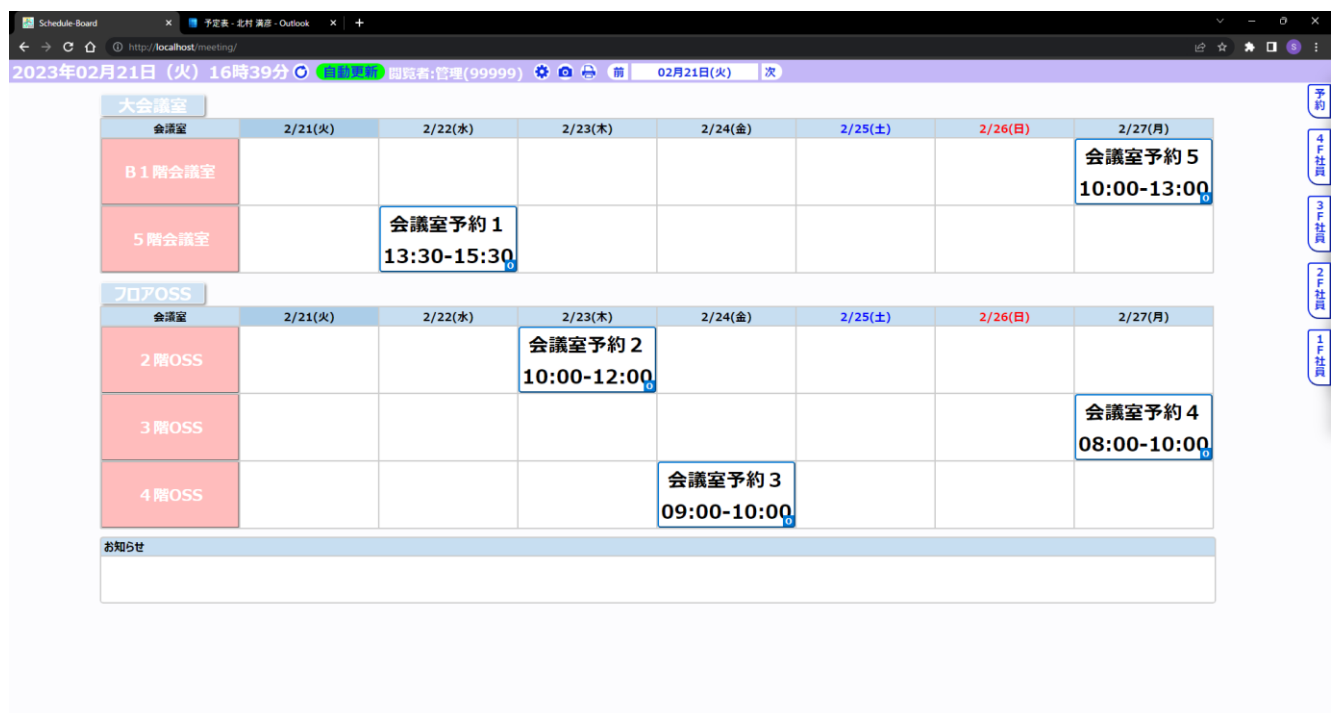 Schedule-Board
予定表 - 北村 満彦 - Outlook
http://localhost/meeting/
S
2023年02月21日（火）16時39分 自動更新 閲覧者:管理(99999) 前 02月21日(火) 次
大会議室
会議室 2/21(火) 2/22(水) 2/23(木) 2/24(金) 2/25(土) 2/26(日) 2/27(月)
B1階会議室
会議室予約5
10:00-13:00
5階会議室
会議室予約1
13:30-15:30
フロアOSS
会議室 2/21(火) 2/22(水) 2/23(木) 2/24(金) 2/25(土) 2/26(日) 2/27(月)
2階OSS
会議室予約2
10:00-12:00
3階OSS
会議室予約4
08:00-10:00
4階OSS
会議室予約3
09:00-10:00
お知らせ
予約
4F社員
3F社員
2F社員
1F社員